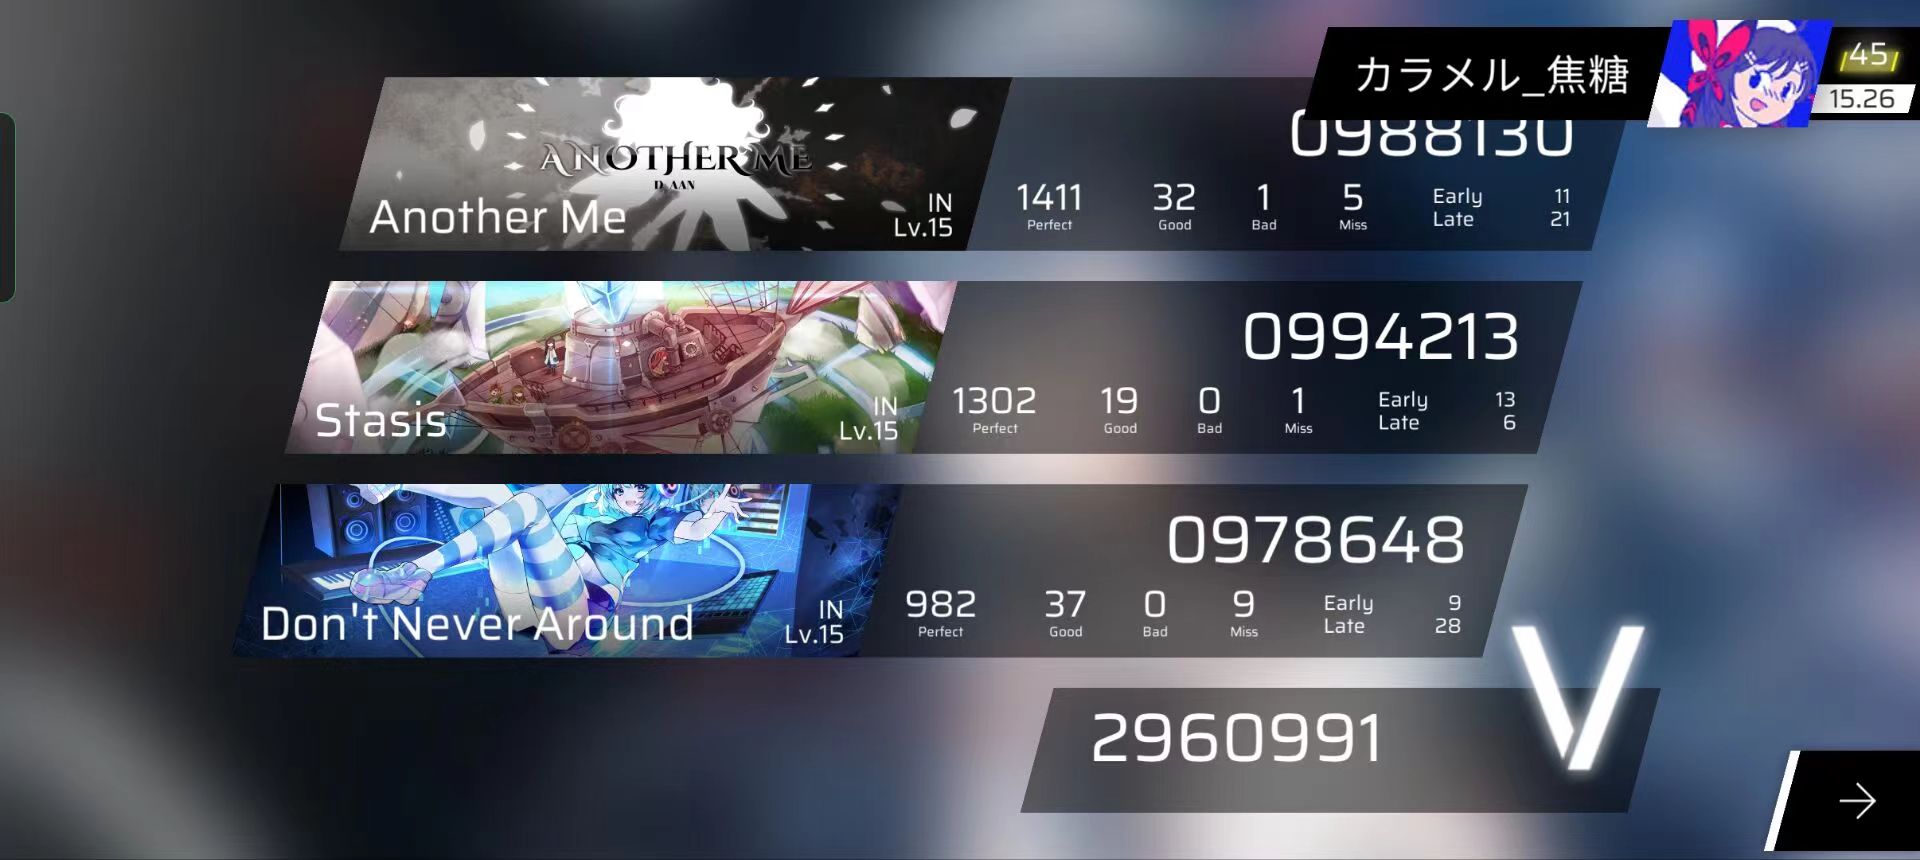 カラメル_焦糖
45
15.26
ANOTHER ME
D_AAN
Another Me
IN
Lv.15
0988130
1411 32 1 5
Perfect Good Bad Miss
Early 11
Late 21
Stasis
IN
Lv.15
0994213
1302 19 0 1
Perfect Good Bad Miss
Early 13
Late 6
Don't Never Around
IN
Lv.15
0978648
982 37 0 9
Perfect Good Bad Miss
Early 9
Late 28
2960991
V